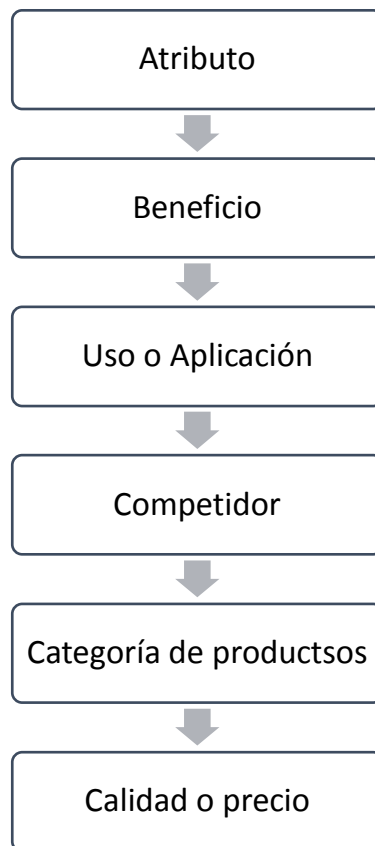 Atributo
Beneficio
Uso o Aplicación
Competidor
Categoría de productsos
Calidad o precio